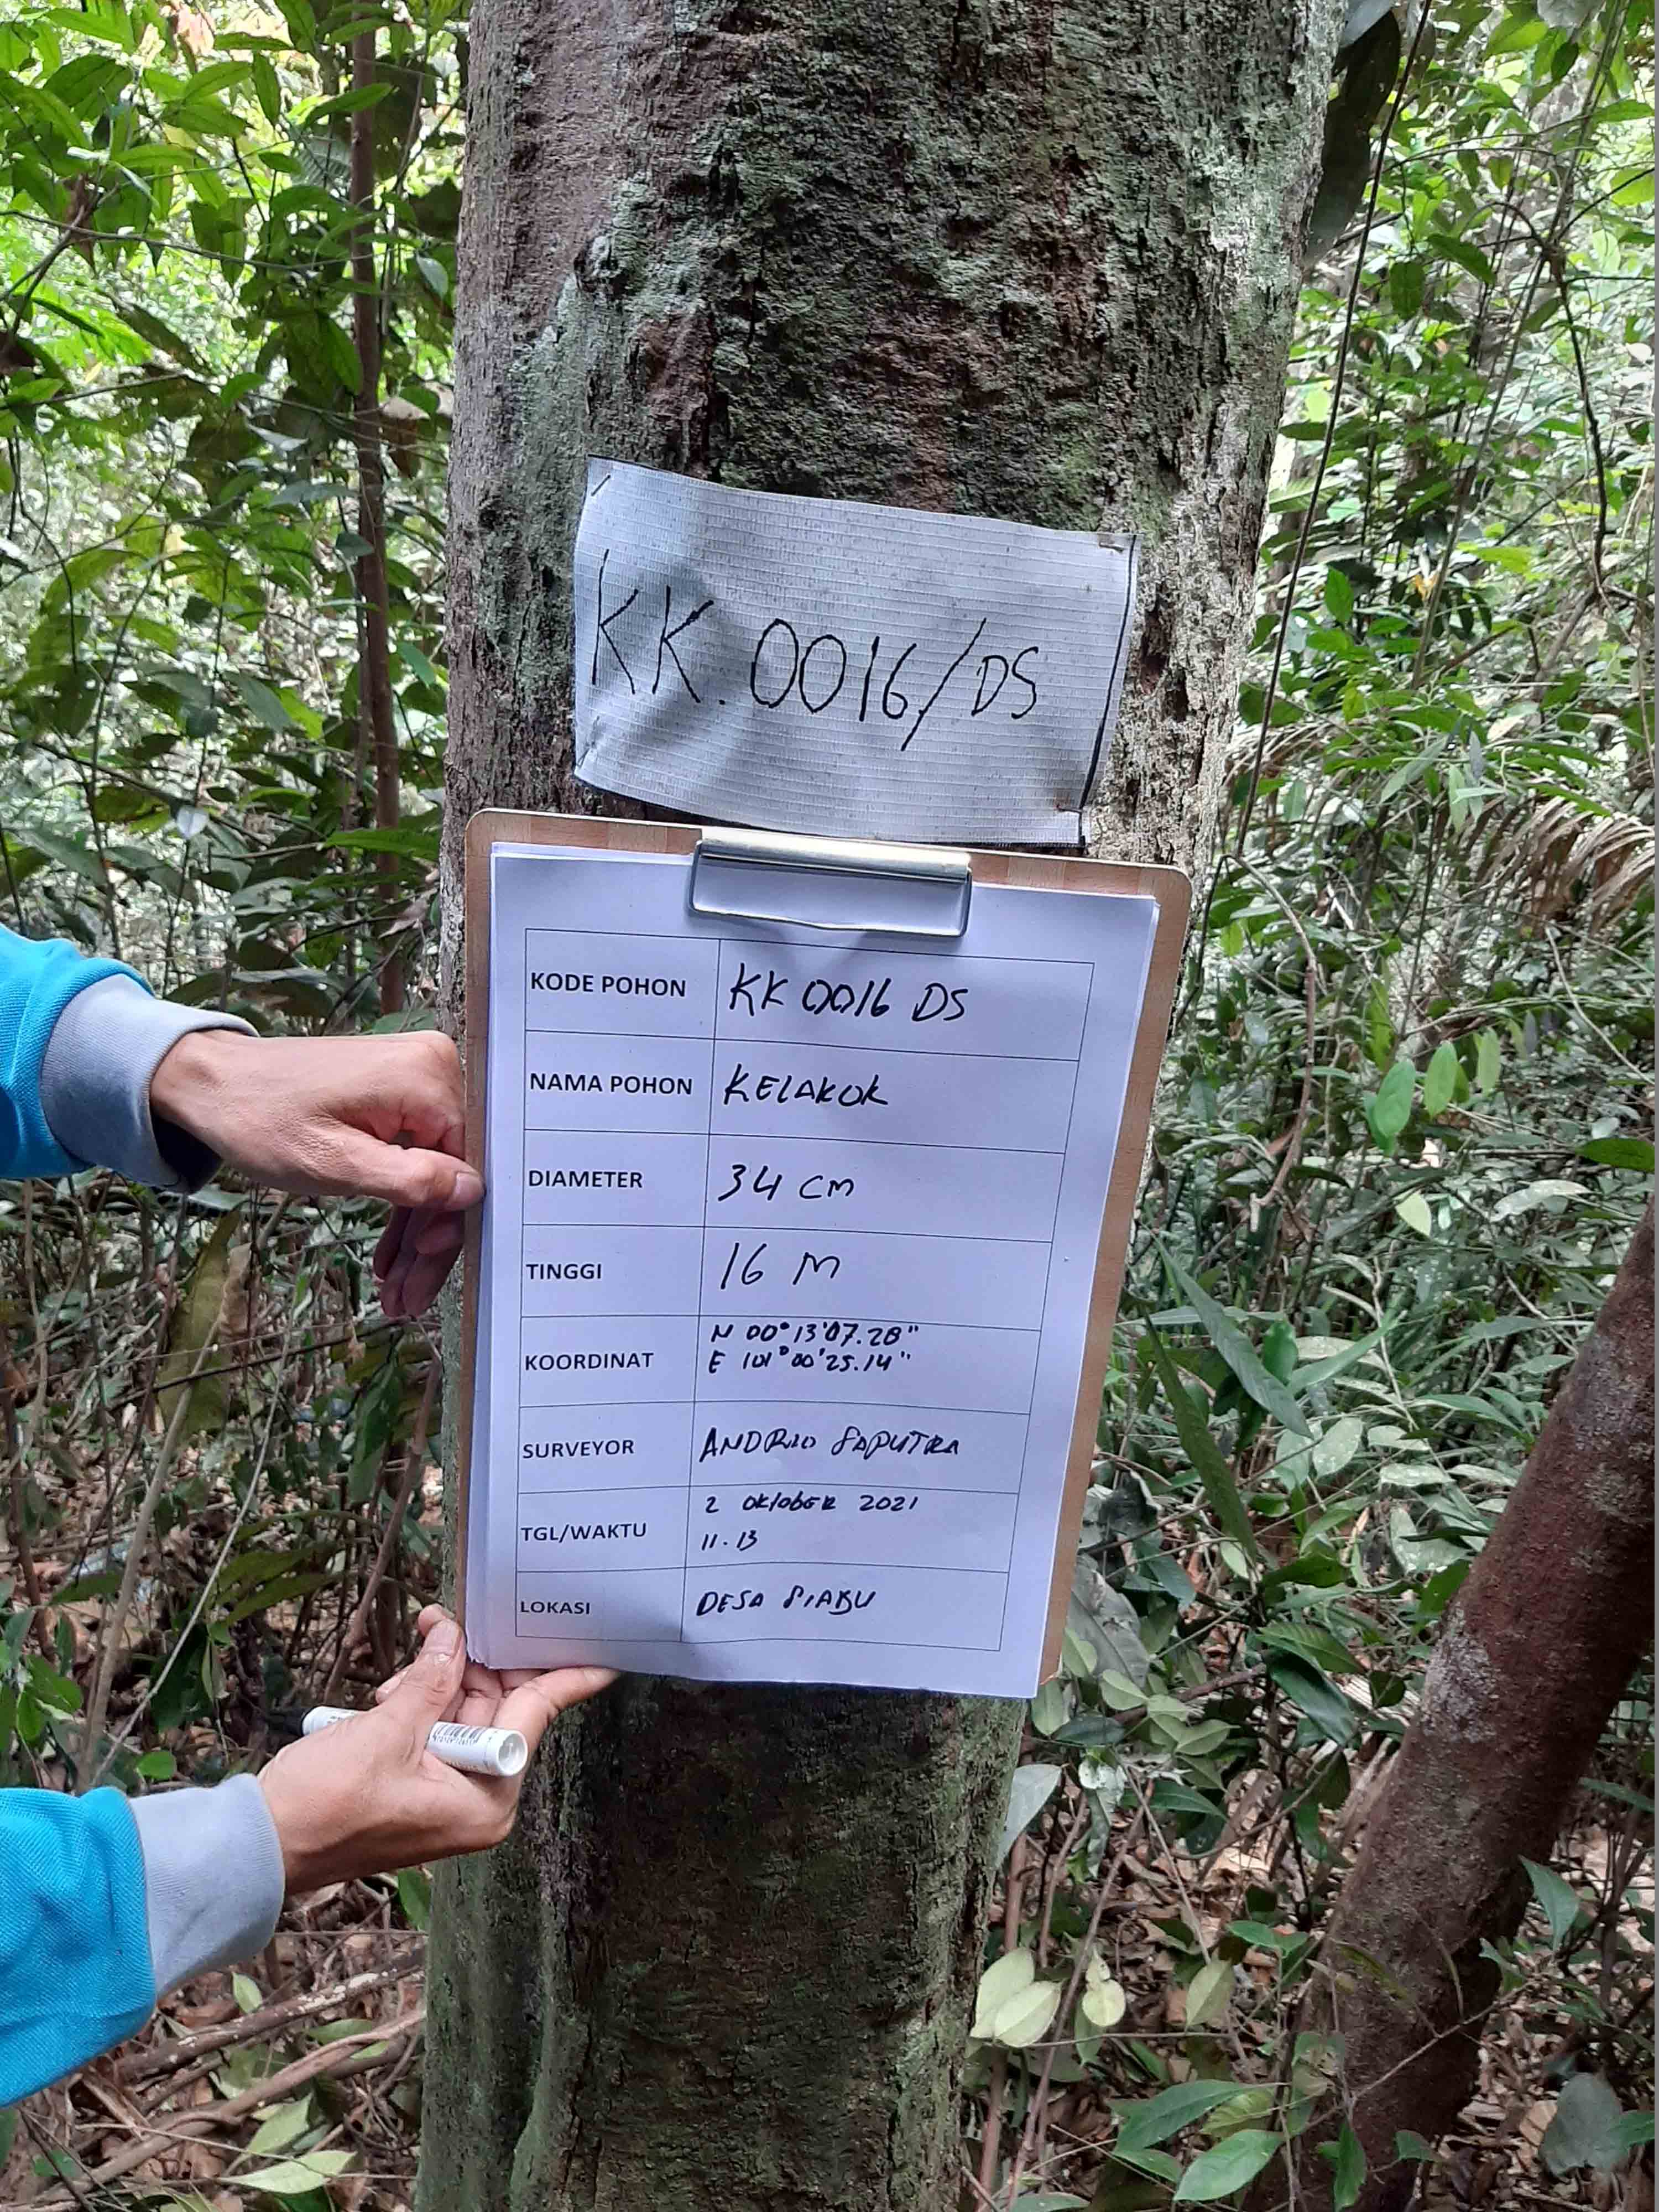 KK.0016/DS
KODE POHON KK 0016 DS
NAMA POHON KELAKOK
DIAMETER 34 CM
TINGGI 16 M
KOORDINAT N 00°13'07.28"
E 101°00'25.14"
SURVEYOR ANDRIO SAPUTRA
TGL/WAKTU 2 OKTOBER 2021
11.13
LOKASI DESA SIABU